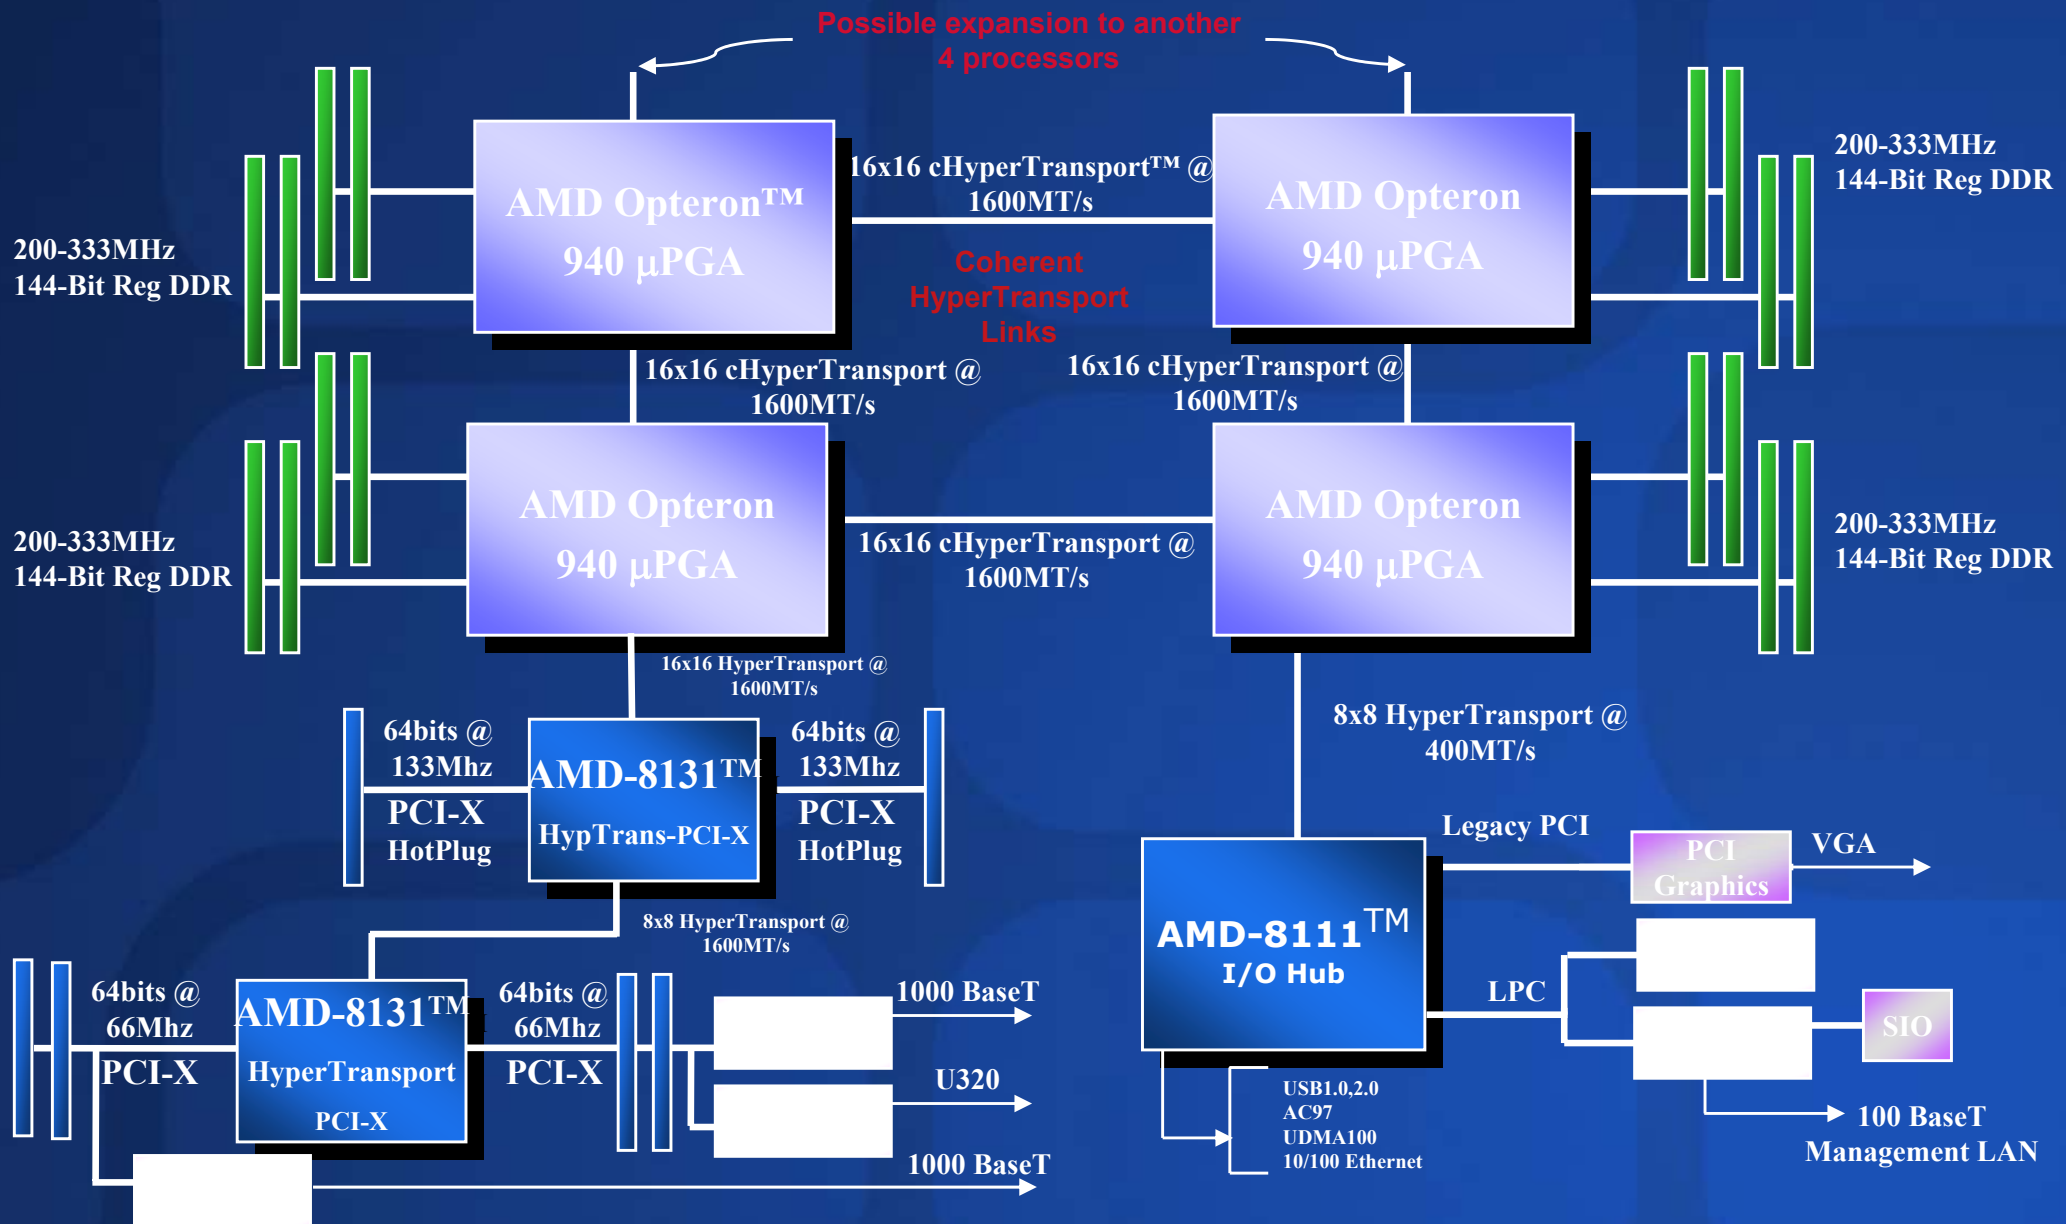 Possible expansion to another
4 processors
200-333MHz
144-Bit Reg DDR
AMD Opteron™
940 μPGA
16x16 cHyperTransport™ @
1600MT/s
AMD Opteron
940 μPGA
200-333MHz
144-Bit Reg DDR
Coherent
HyperTransport
Links
16x16 cHyperTransport @
1600MT/s
16x16 cHyperTransport @
1600MT/s
200-333MHz
144-Bit Reg DDR
AMD Opteron
940 μPGA
16x16 cHyperTransport @
1600MT/s
AMD Opteron
940 μPGA
200-333MHz
144-Bit Reg DDR
16x16 HyperTransport @
1600MT/s
8x8 HyperTransport @
400MT/s
64bits @
133Mhz
PCI-X
HotPlug
AMD-8131™
HypTrans-PCI-X
64bits @
133Mhz
PCI-X
HotPlug
8x8 HyperTransport @
1600MT/s
Legacy PCI
PCI
Graphics
VGA
AMD-8111™
I/O Hub
LPC
SIO
64bits @
66Mhz
PCI-X
AMD-8131™
HyperTransport
PCI-X
64bits @
66Mhz
PCI-X
1000 BaseT
U320
1000 BaseT
USB1.0,2.0
AC97
UDMA100
10/100 Ethernet
100 BaseT
Management LAN